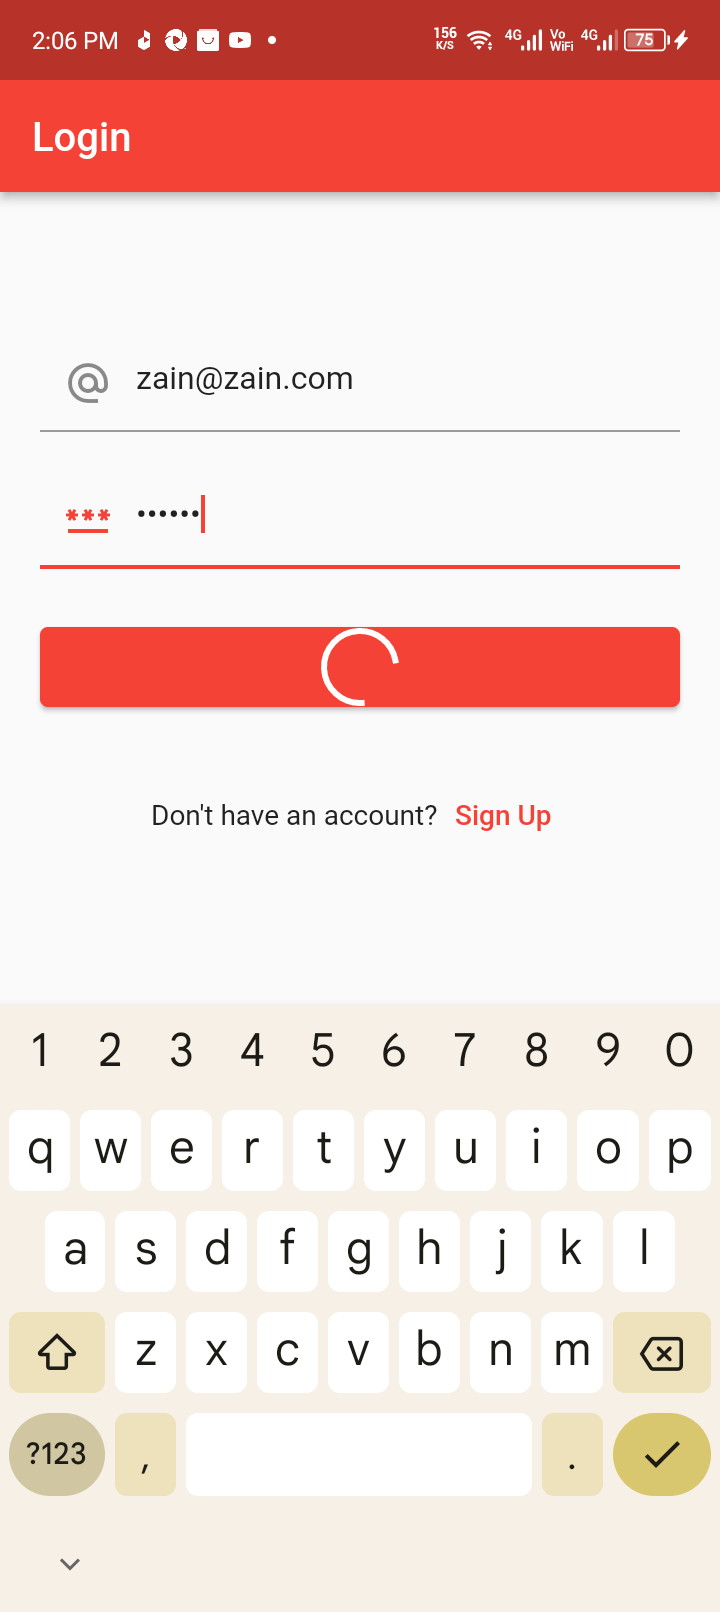 2:06 PM 156 K/S 4G Vo WiFi 4G 75
Login
zain@zain.com
***  ••••••
Don't have an account? Sign Up
1 2 3 4 5 6 7 8 9 0
q w e r t y u i o p
a s d f g h j k l
z x c v b n m
?123 , .